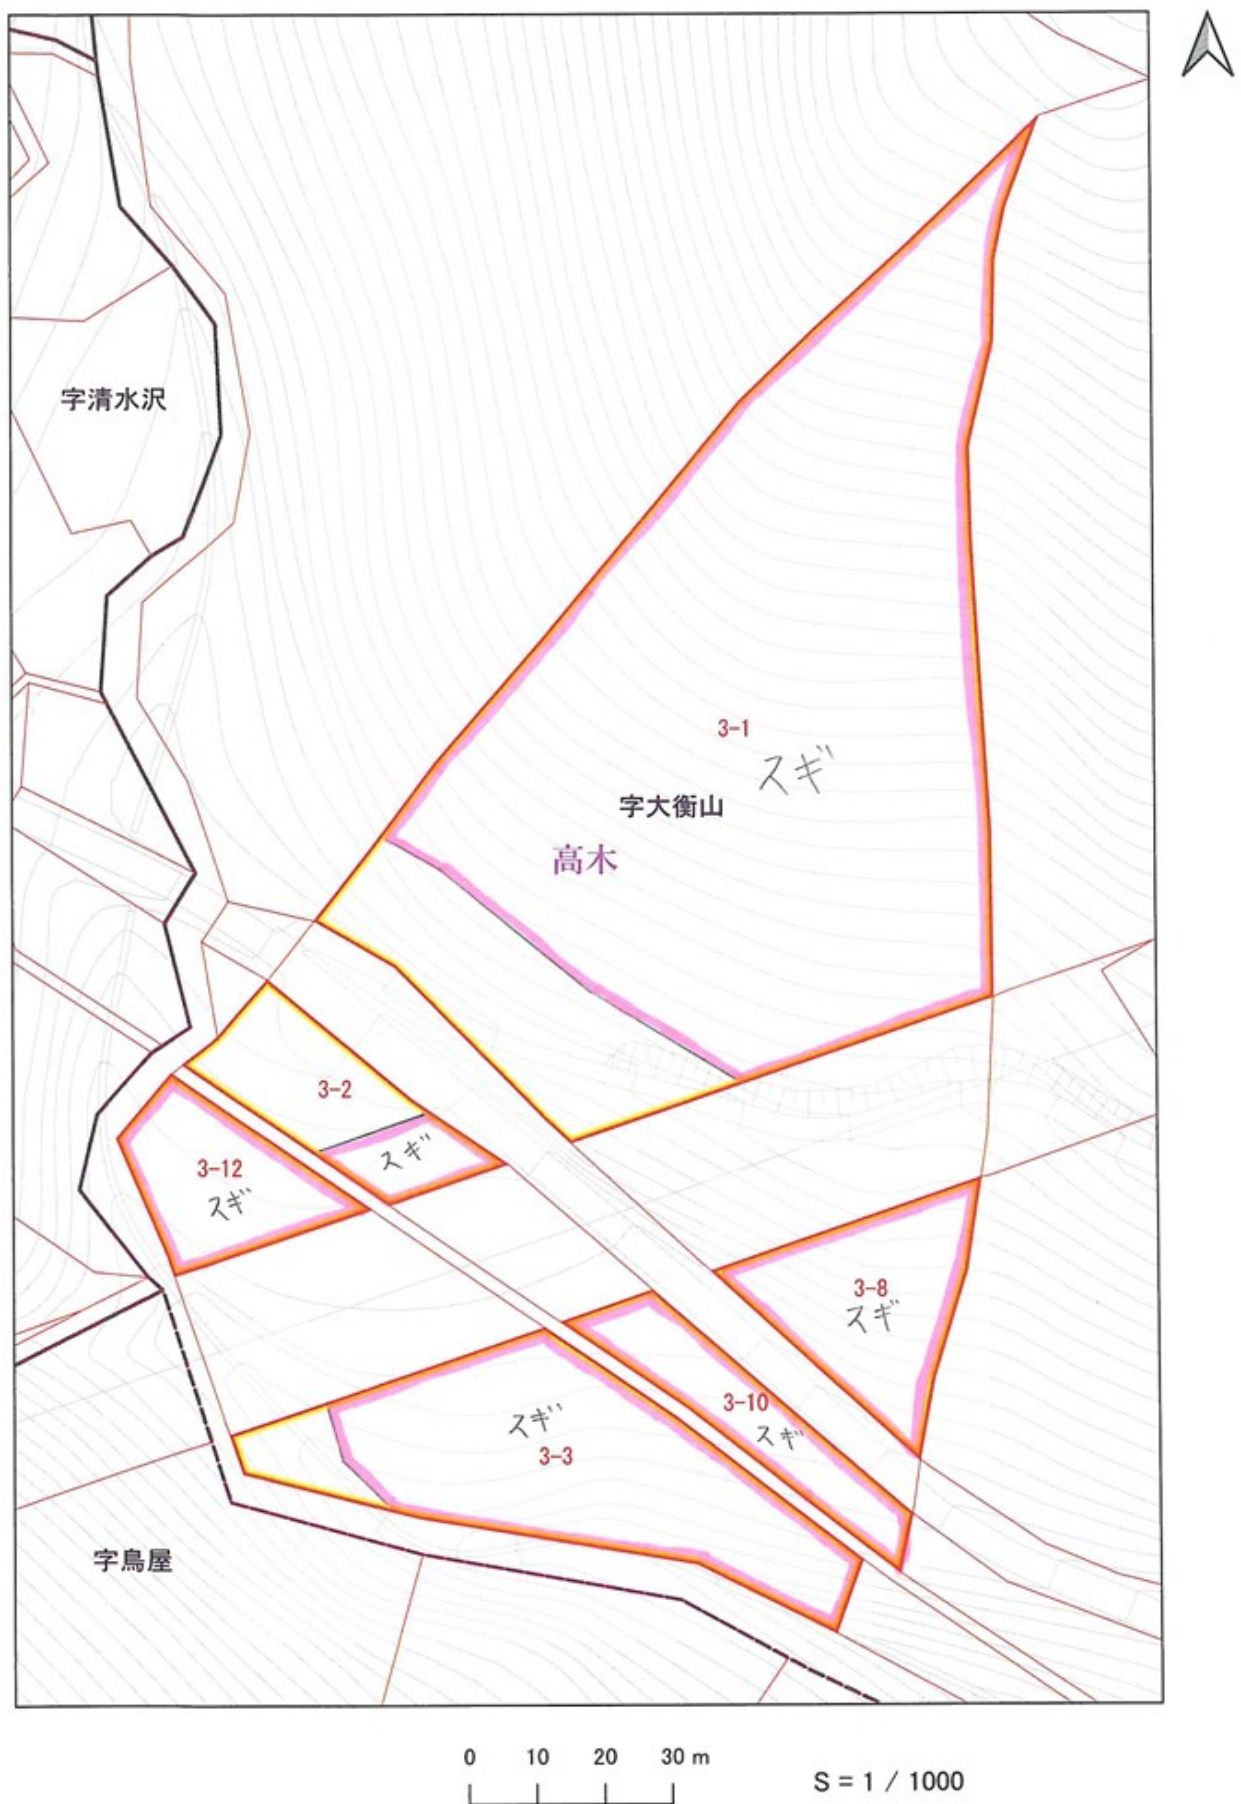 字清水沢
3-1
スギ
字大衡山
高木
3-2
スギ
3-12
スギ
3-8
スギ
3-10
スギ
スギ
3-3
字鳥屋
0 10 20 30 m
S = 1 / 1000